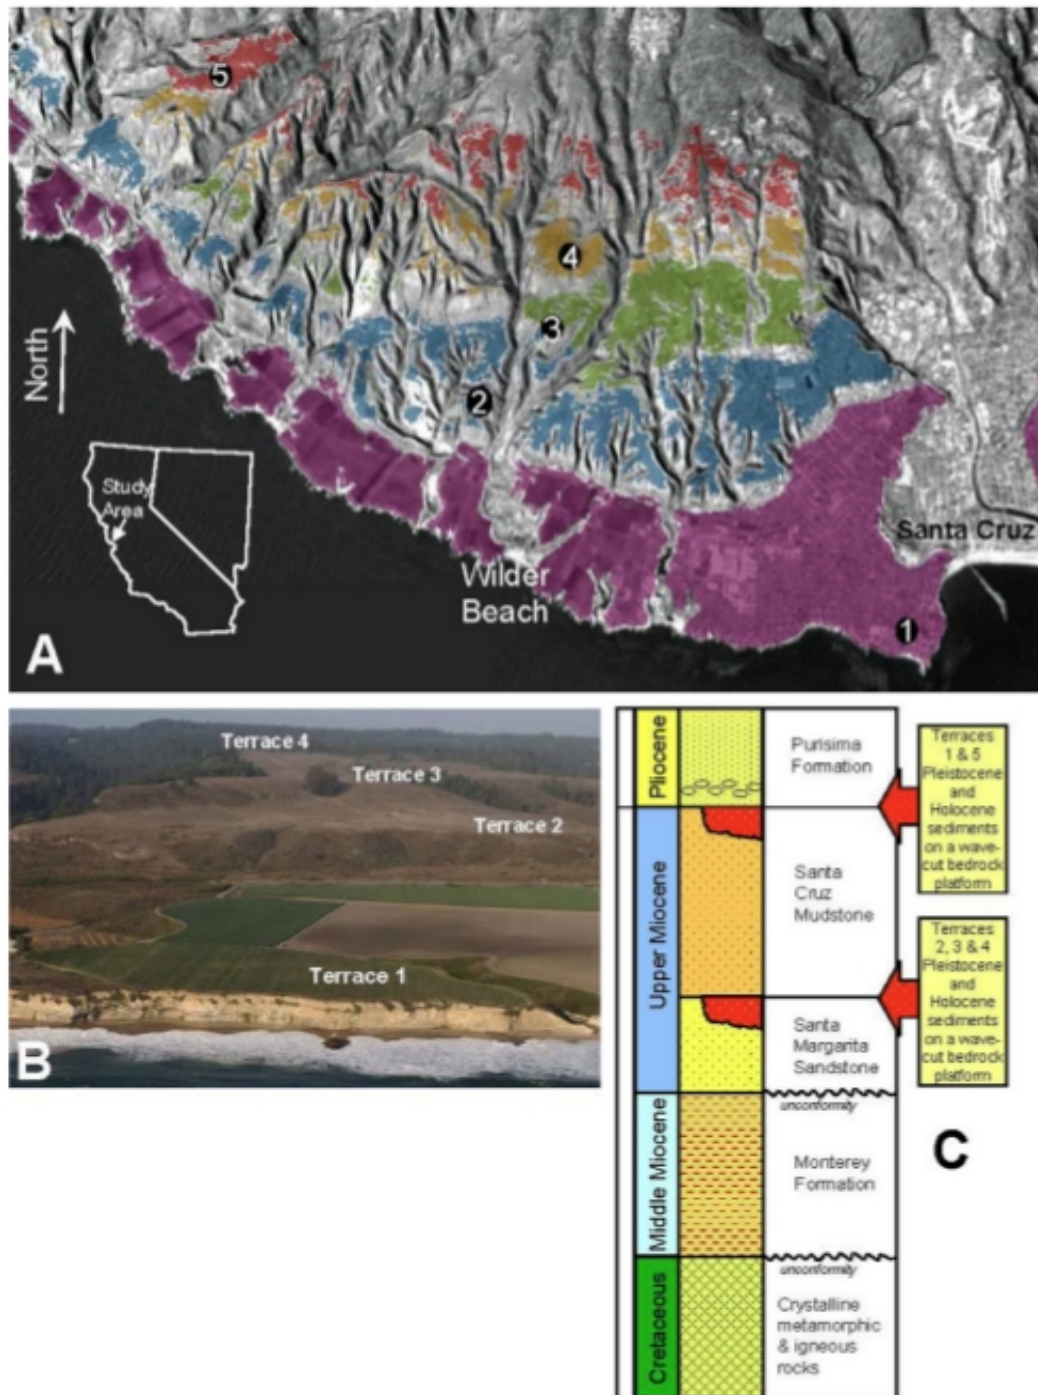 5
4
3
2
North
Study
Area
Santa Cruz
Wilder
Beach
1
A
Terrace 4
Terrace 3
Terrace 2
Terrace 1
B
Pliocene
Purisima
Formation
Terraces
1 & 5
Pleistocene
and
Holocene
sediments
on a wave-
cut bedrock
platform
Upper Miocene
Santa
Cruz
Mudstone
Terraces
2, 3 & 4
Pleistocene
and
Holocene
sediments
on a wave-
cut bedrock
platform
Santa
Margarita
Sandstone
unconformity
C
Middle Miocene
Monterey
Formation
unconformity
Cretaceous
Crystalline
metamorphic
& igneous
rocks